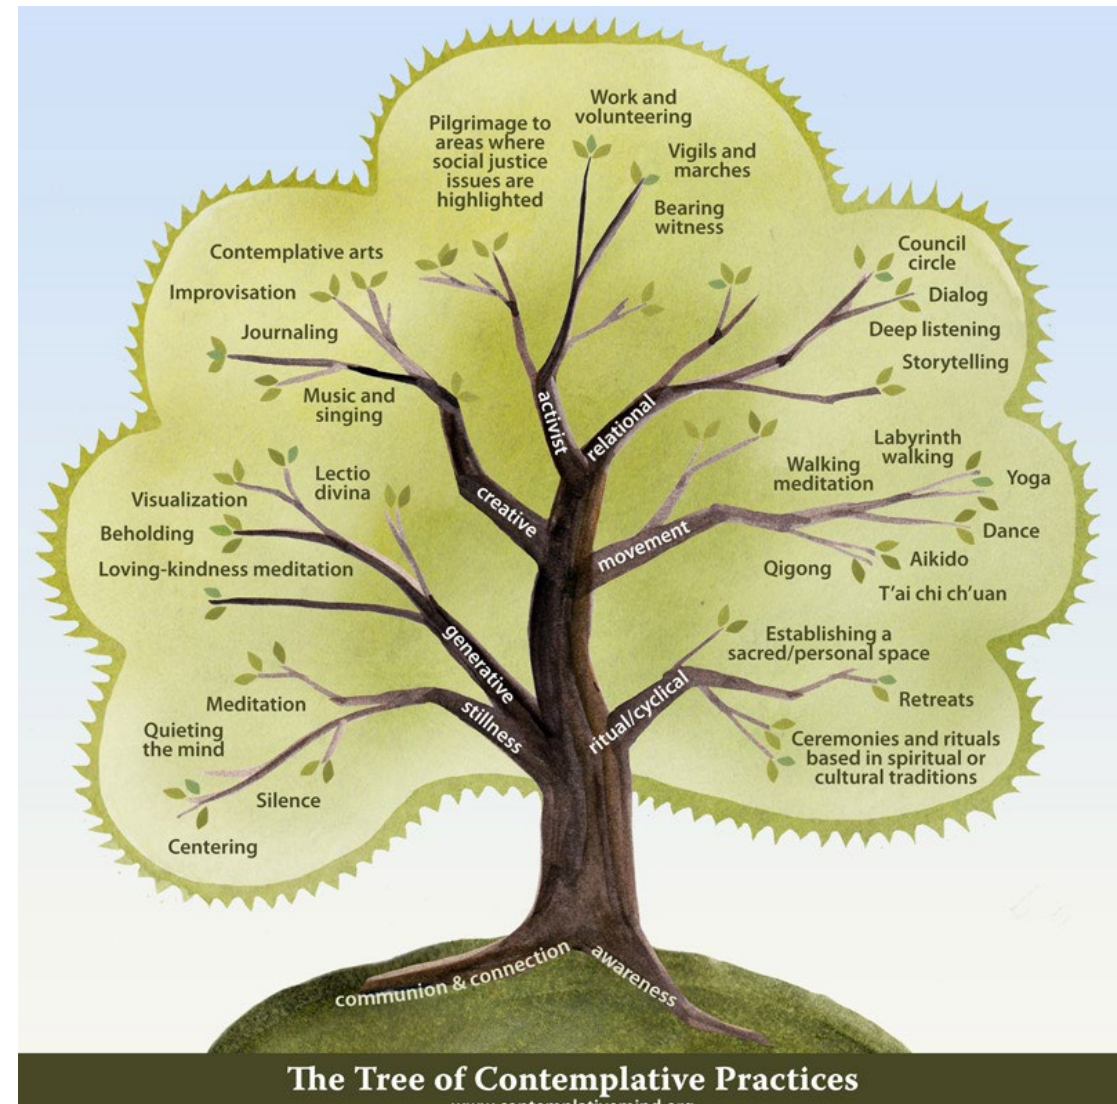 Work and
volunteering
Pilgrimage to
areas where
social justice
issues are
highlighted
Vigils and
marches
Bearing
witness
Contemplative arts
Improvisation
Journaling
Music and
singing
Council
circle
Dialog
Deep listening
Storytelling
activist
relational
Lectio
divina
Visualization
Beholding
Loving-kindness meditation
creative
movement
Labyrinth
walking
Walking
meditation
Yoga
Dance
Aikido
Qigong
T'ai chi ch'uan
generative
stillness
ritual/cyclical
Establishing a
sacred/personal space
Retreats
Ceremonies and rituals
based in spiritual or
cultural traditions
Meditation
Quieting
the mind
Silence
Centering
communion & connection
awareness
The Tree of Contemplative Practices
www.contemplativemind.org